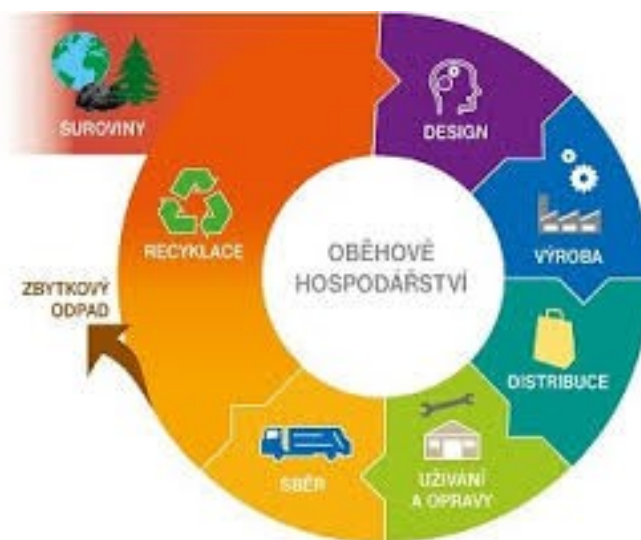 SUROVINY
DESIGN
RECYKLACE
OBĚHOVÉ
HOSPODÁŘSTVÍ
VÝROBA
ZBYTKOVÝ
ODPAD
DISTRIBUCE
SBĚR
UŽÍVÁNÍ
A OPRAVY